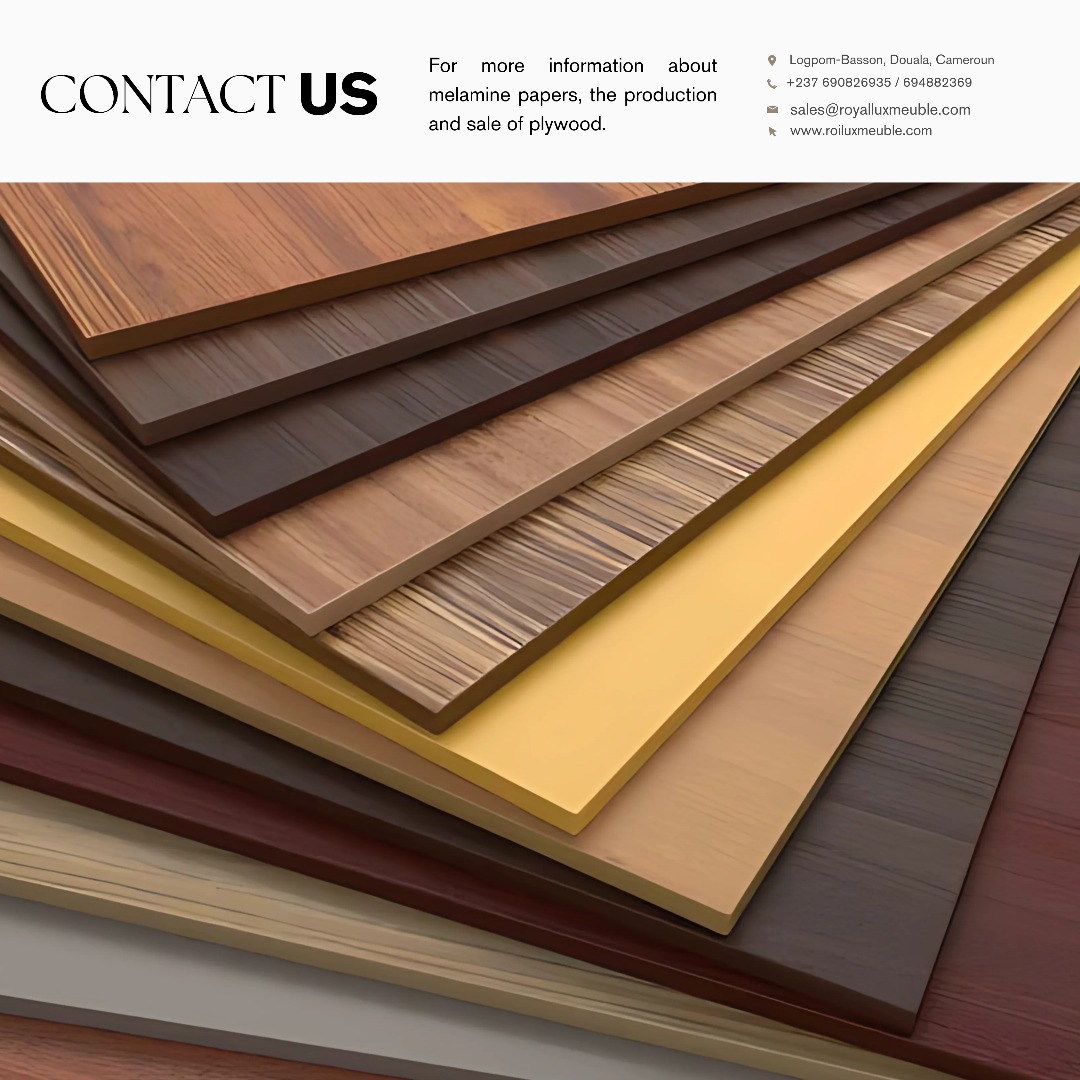 CONTACT US
For more information about
melamine papers, the production
and sale of plywood.
Logpom-Basson, Douala, Cameroun
+237 690826935 / 694882369
sales@royalluxmeuble.com
www.roiluxmeuble.com